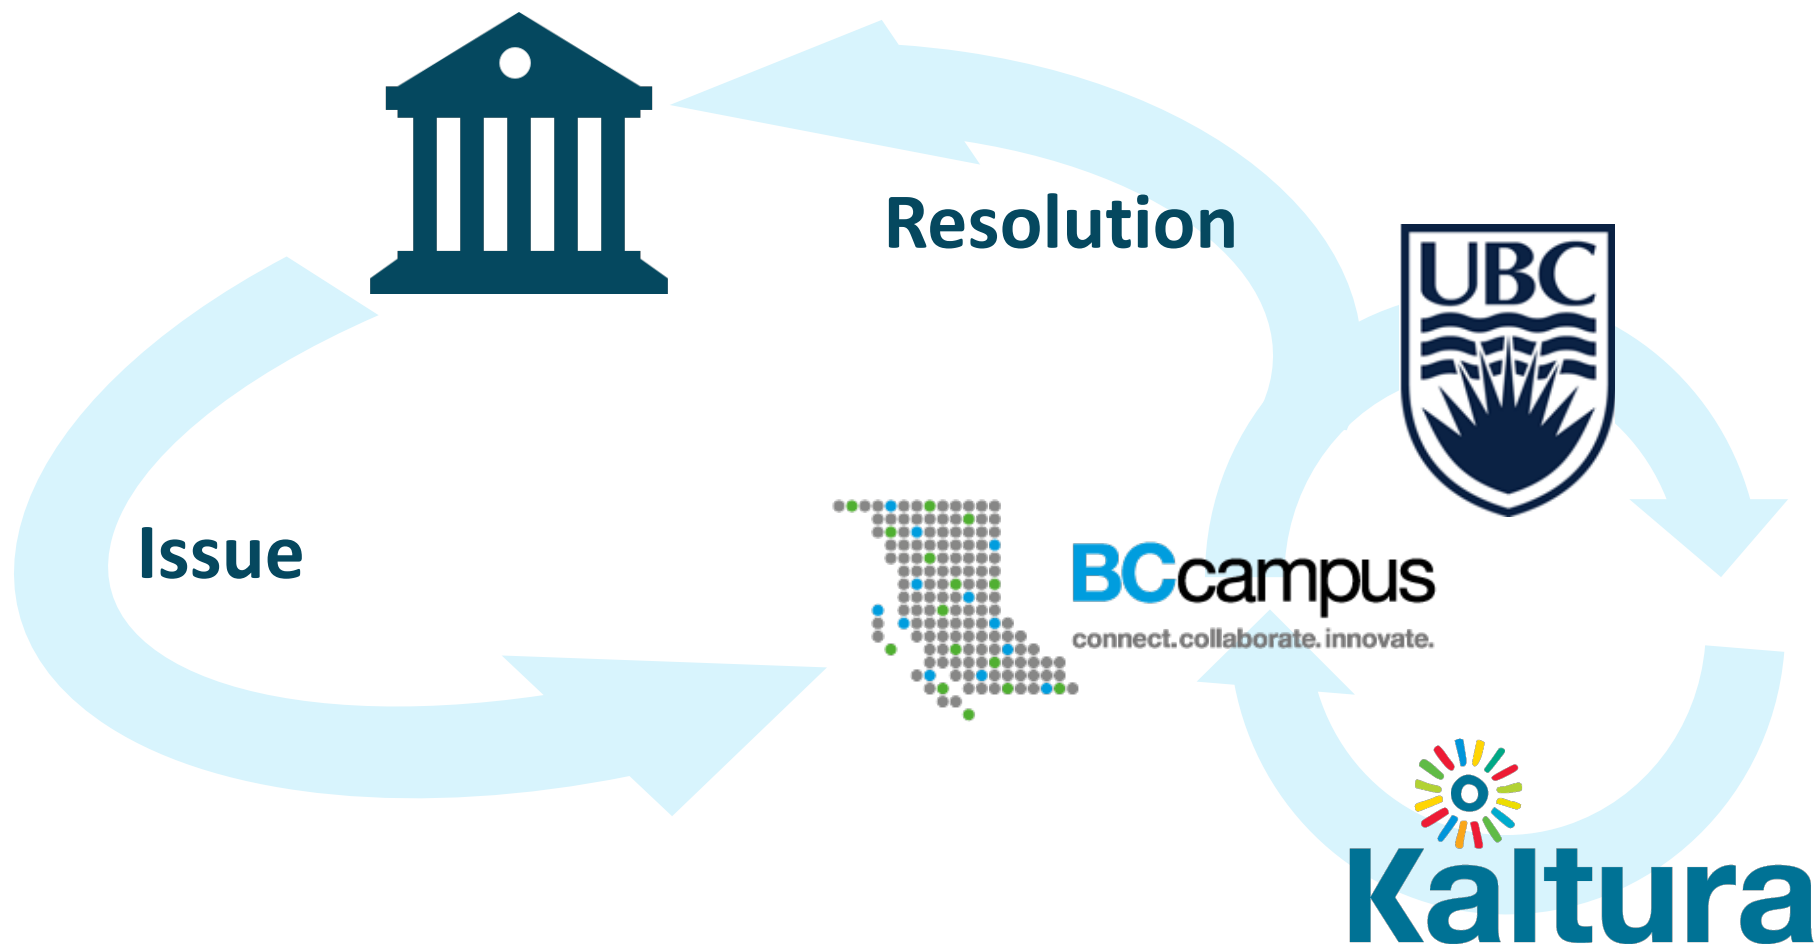 Resolution
UBC
Issue
BCcampus
connect.collaborate.innovate.
Kaltura